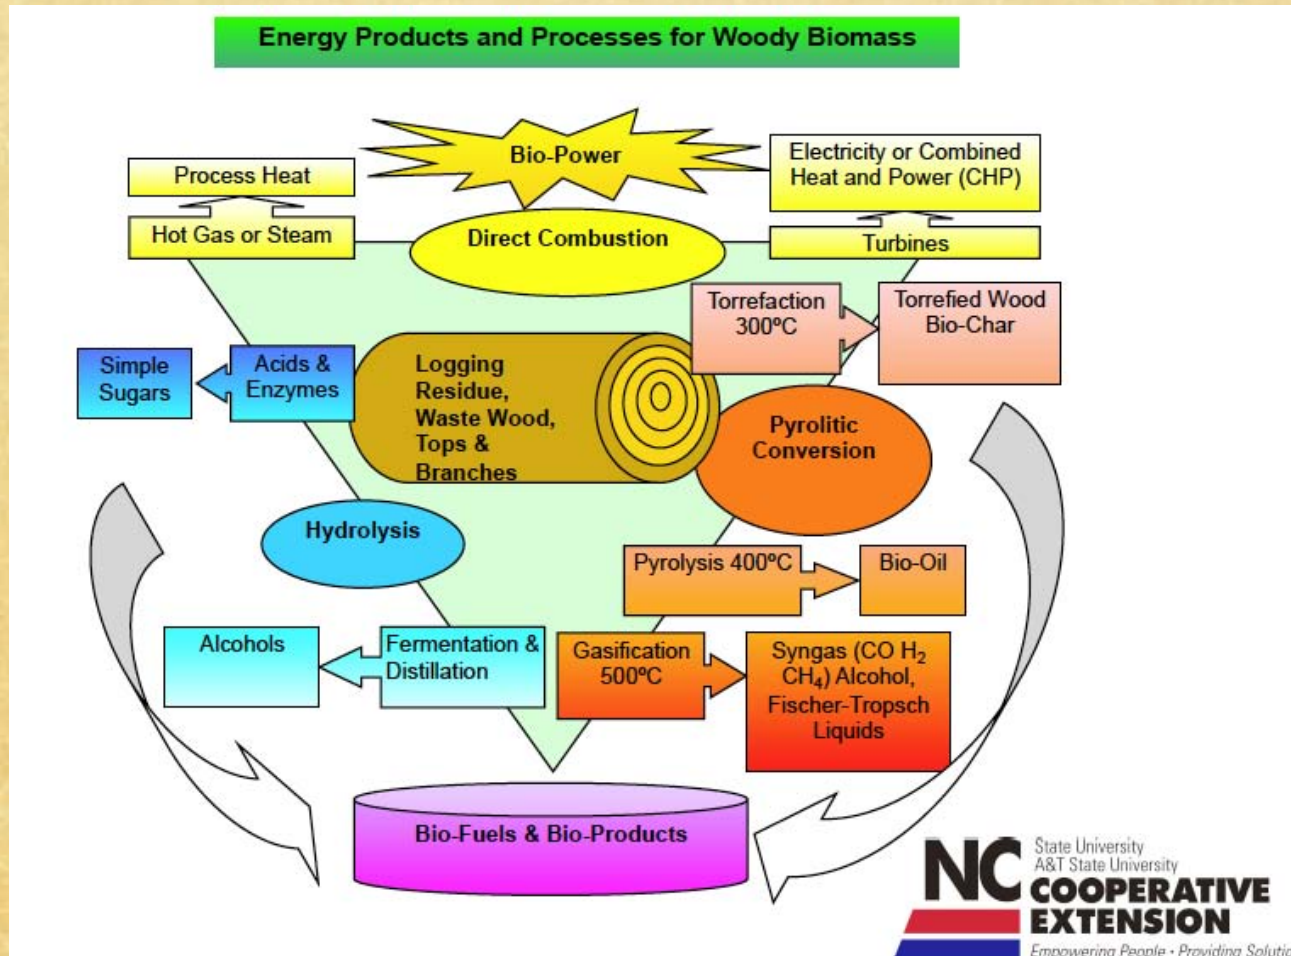 Energy Products and Processes for Woody Biomass
Bio-Power
Process Heat
Hot Gas or Steam
Direct Combustion
Electricity or Combined
Heat and Power (CHP)
Turbines
Torrefaction
300ºC
Torrefied Wood
Bio-Char
Simple
Sugars
Acids &
Enzymes
Logging
Residue,
Waste Wood,
Tops &
Branches
Pyrolitic
Conversion
Hydrolysis
Pyrolysis 400ºC
Bio-Oil
Alcohols
Fermentation &
Distillation
Gasification
500ºC
Syngas (CO H₂
CH₄) Alcohol,
Fischer-Tropsch
Liquids
Bio-Fuels & Bio-Products
NC
State University
A&T State University
COOPERATIVE
EXTENSION
Empowering People • Providing